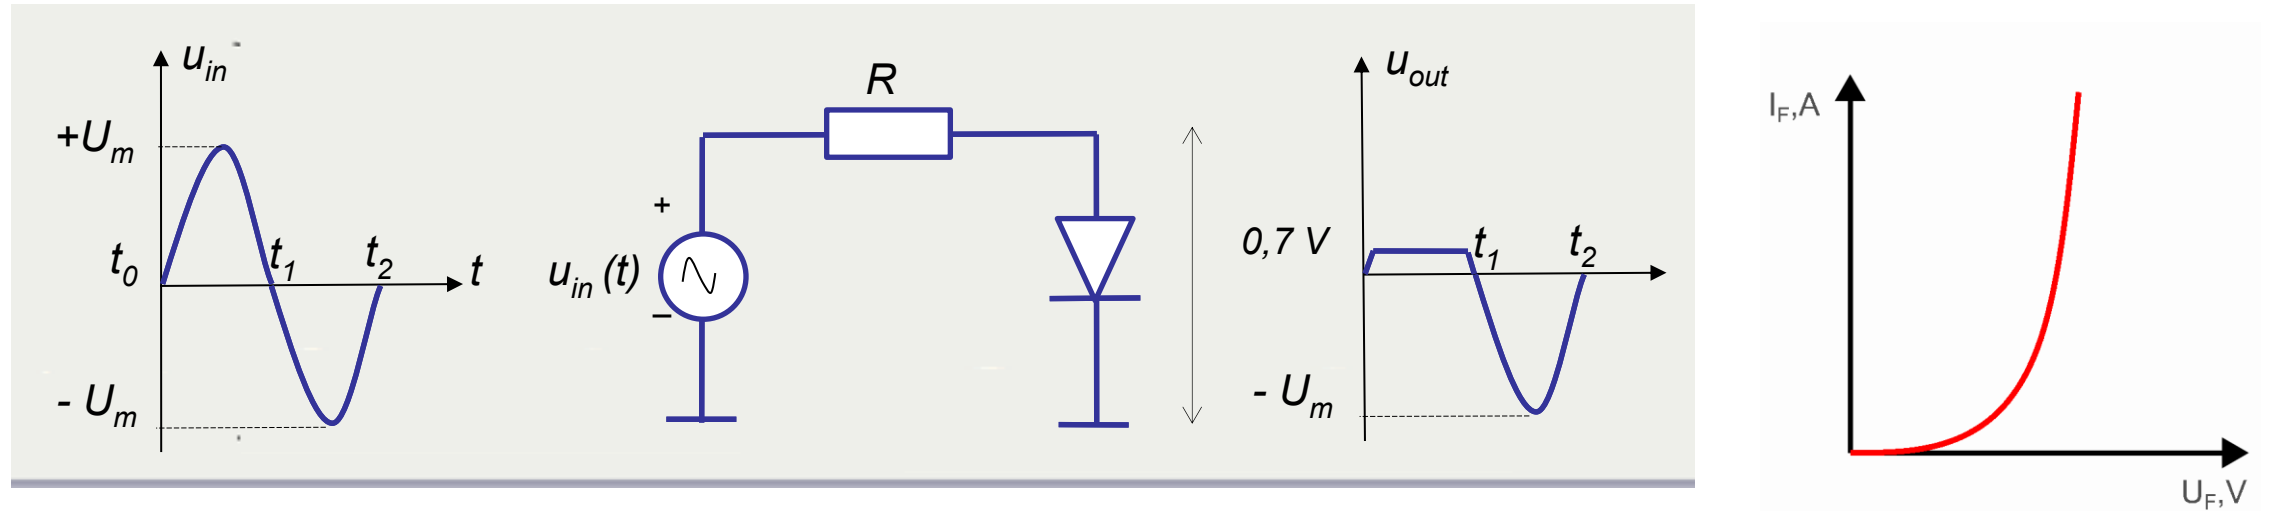 u_in
+U_m
t_0
t_1
t_2
t
- U_m
R
+
u_in (t)
–
u_out
0,7 V
t_1
t_2
- U_m
I_F,A
U_F,V